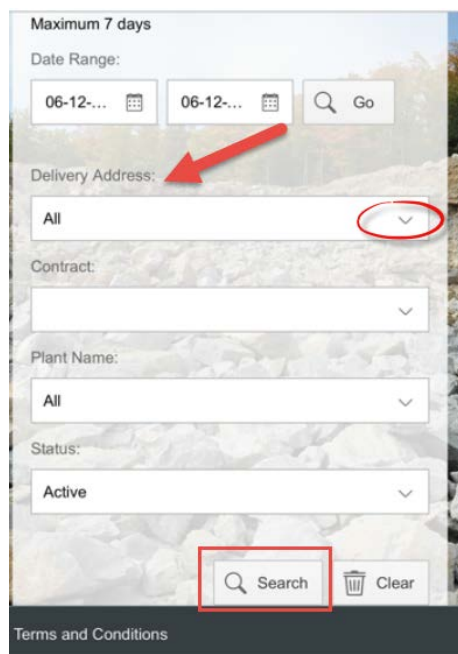 Maximum 7 days
Date Range:
06-12-... 06-12-... Go
Delivery Address:
All
Contract:
Plant Name:
All
Status:
Active
Search Clear
Terms and Conditions